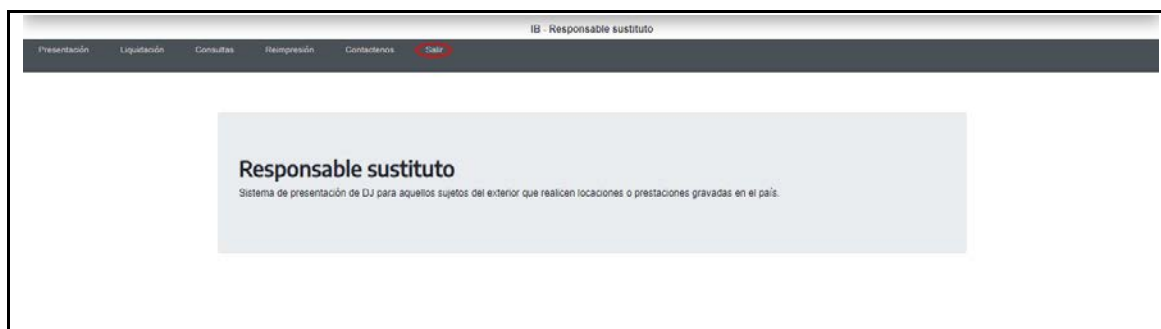 IB - Responsable sustituto
Presentación Liquidación Consultas Reimpresión Contactenos Salir
Responsable sustituto
Sistema de presentación de DJ para aquellos sujetos del exterior que realicen locaciones o prestaciones gravadas en el país.